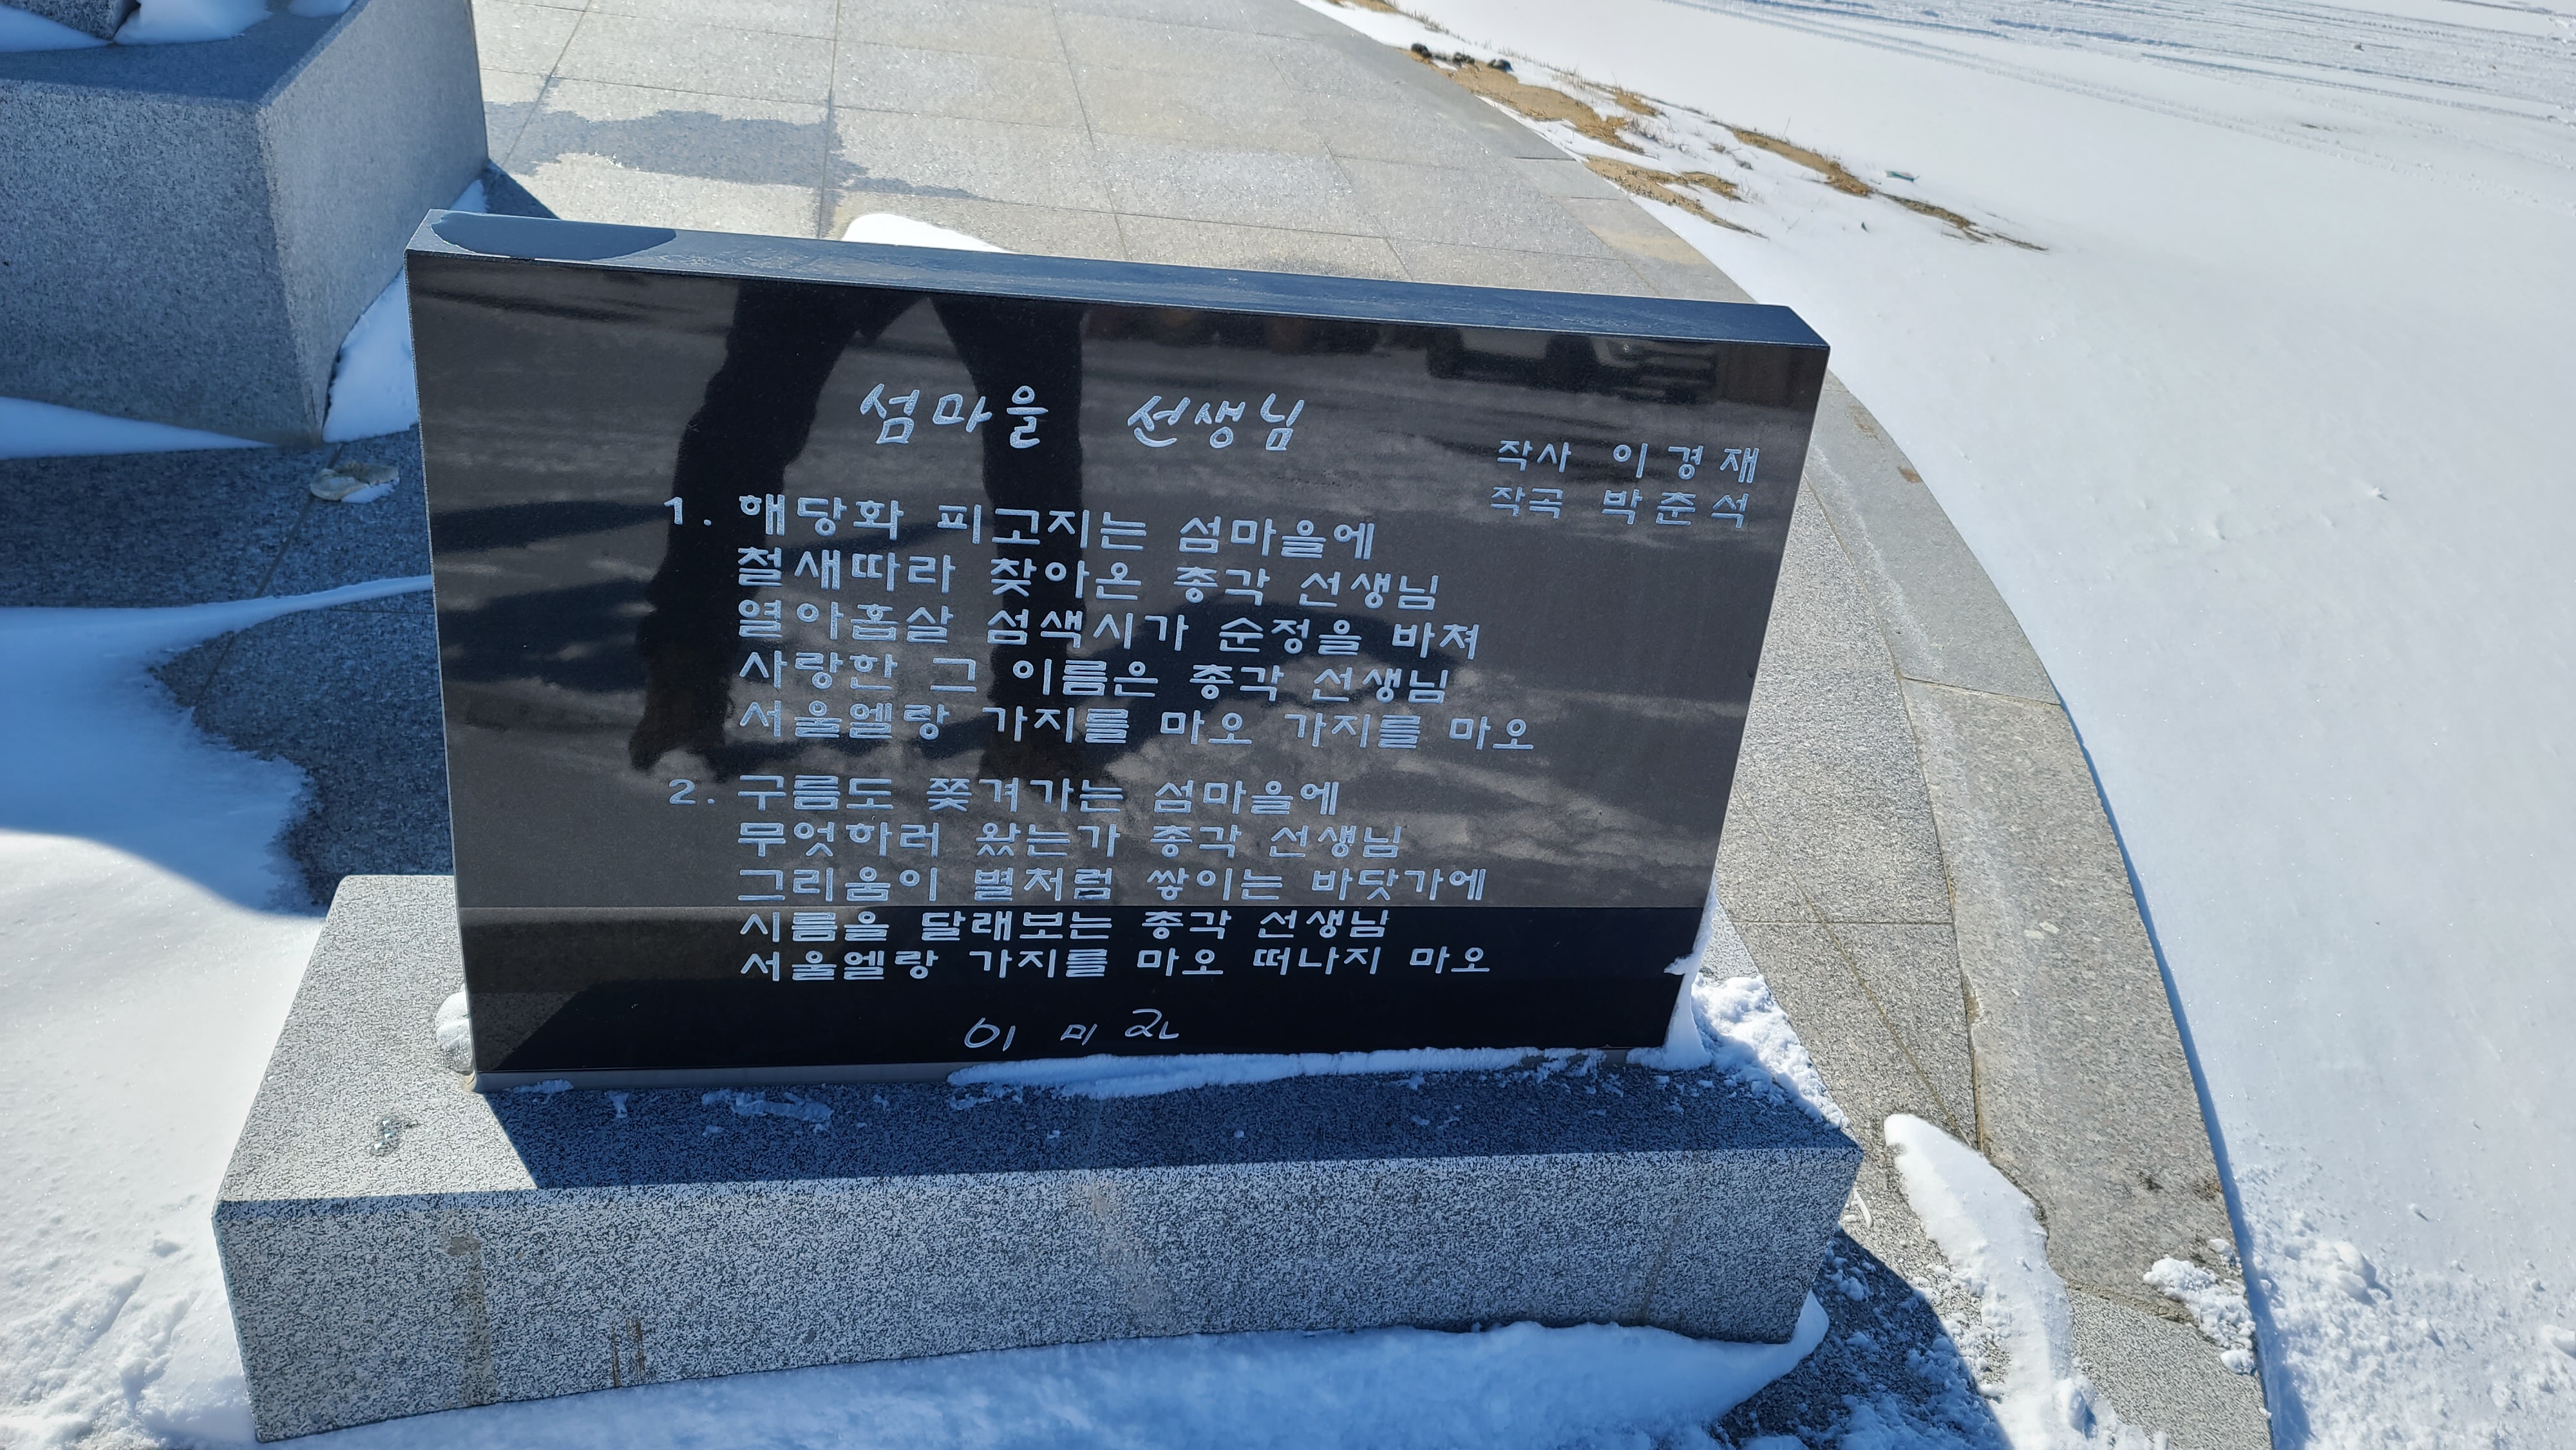 섬마을 선생님
작사 이경재
작곡 박춘석
1. 해당화 피고지는 섬마을에
철새따라 찾아온 총각 선생님
열아홉살 섬색시가 순정을 바쳐
사랑한 그 이름은 총각 선생님
서울엘랑 가지를 마오 가지를 마오
2. 구름도 쫓겨가는 섬마을에
무엇하러 왔는가 총각 선생님
그리움이 별처럼 쌓이는 바닷가에
시름을 달래보는 총각 선생님
서울엘랑 가지를 마오 떠나지 마오
이 미 자